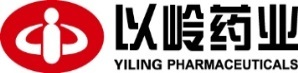 以岭药业
YILING PHARMACEUTICALS